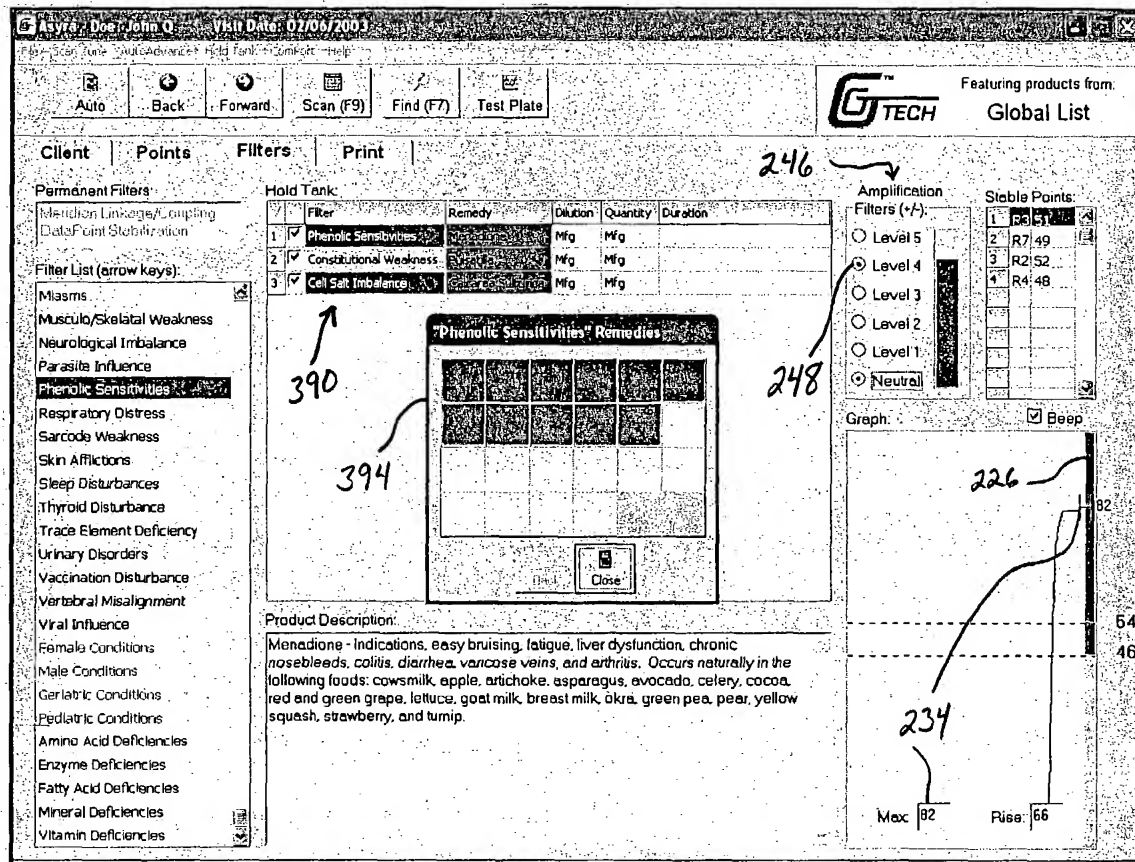 Asyra - Doe, John Q. Visit Date: 02/06/2003
Auto Back Forward Scan (F9) Find (F7) Test Plate
GTECH TM
Featuring products from:
Global List
Client Points Filters Print
246
Permanent Filters:
Meridian Linkage/Coupling
DataPoint Stabilization
Filter List (arrow keys):
Miasms
Musculo/Skelatal Weakness
Neurological Imbalance
Parasite Influence
Phenolic Sensitivities
Respiratory Distress
Sarcode Weakness
Skin Afflictions
Sleep Disturbances
Thyroid Disturbance
Trace Element Deficiency
Urinary Disorders
Vaccination Disturbance
Vertebral Misalignment
Viral Influence
Female Conditions
Male Conditions
Geriatric Conditions
Pediatric Conditions
Amino Acid Deficiencies
Enzyme Deficiencies
Fatty Acid Deficiencies
Mineral Deficiencies
Vitamin Deficiencies
Hold Tank:
Filter Remedy Dilution Quantity Duration
1 Phenolic Sensitivities Mfg Mfg
2 Constitutional Weakness Mfg Mfg
3 Cell Salt Imbalance Mfg Mfg
390
"Phenolic Sensitivities" Remedies
394
Close
Product Description:
Menadione - Indications, easy bruising, fatigue, liver dysfunction, chronic
nosebleeds, colitis, diarrhea, varicose veins, and arthritis. Occurs naturally in the
following foods: cowsmilk, apple, artichoke, asparagus, avocado, celery, cocoa,
red and green grape, lettuce, goat milk, breast milk, okra, green pea, pear, yellow
squash, strawberry, and turnip.
Amplification
Filters (+/-):
Level 5
Level 4
Level 3
Level 2
Level 1
Neutral
248
Stable Points:
1 R3 51
2 R7 49
3 R2 52
4 R4 48
Graph:
Beep
226
82
54
46
234
Max: 82 Rise: 66